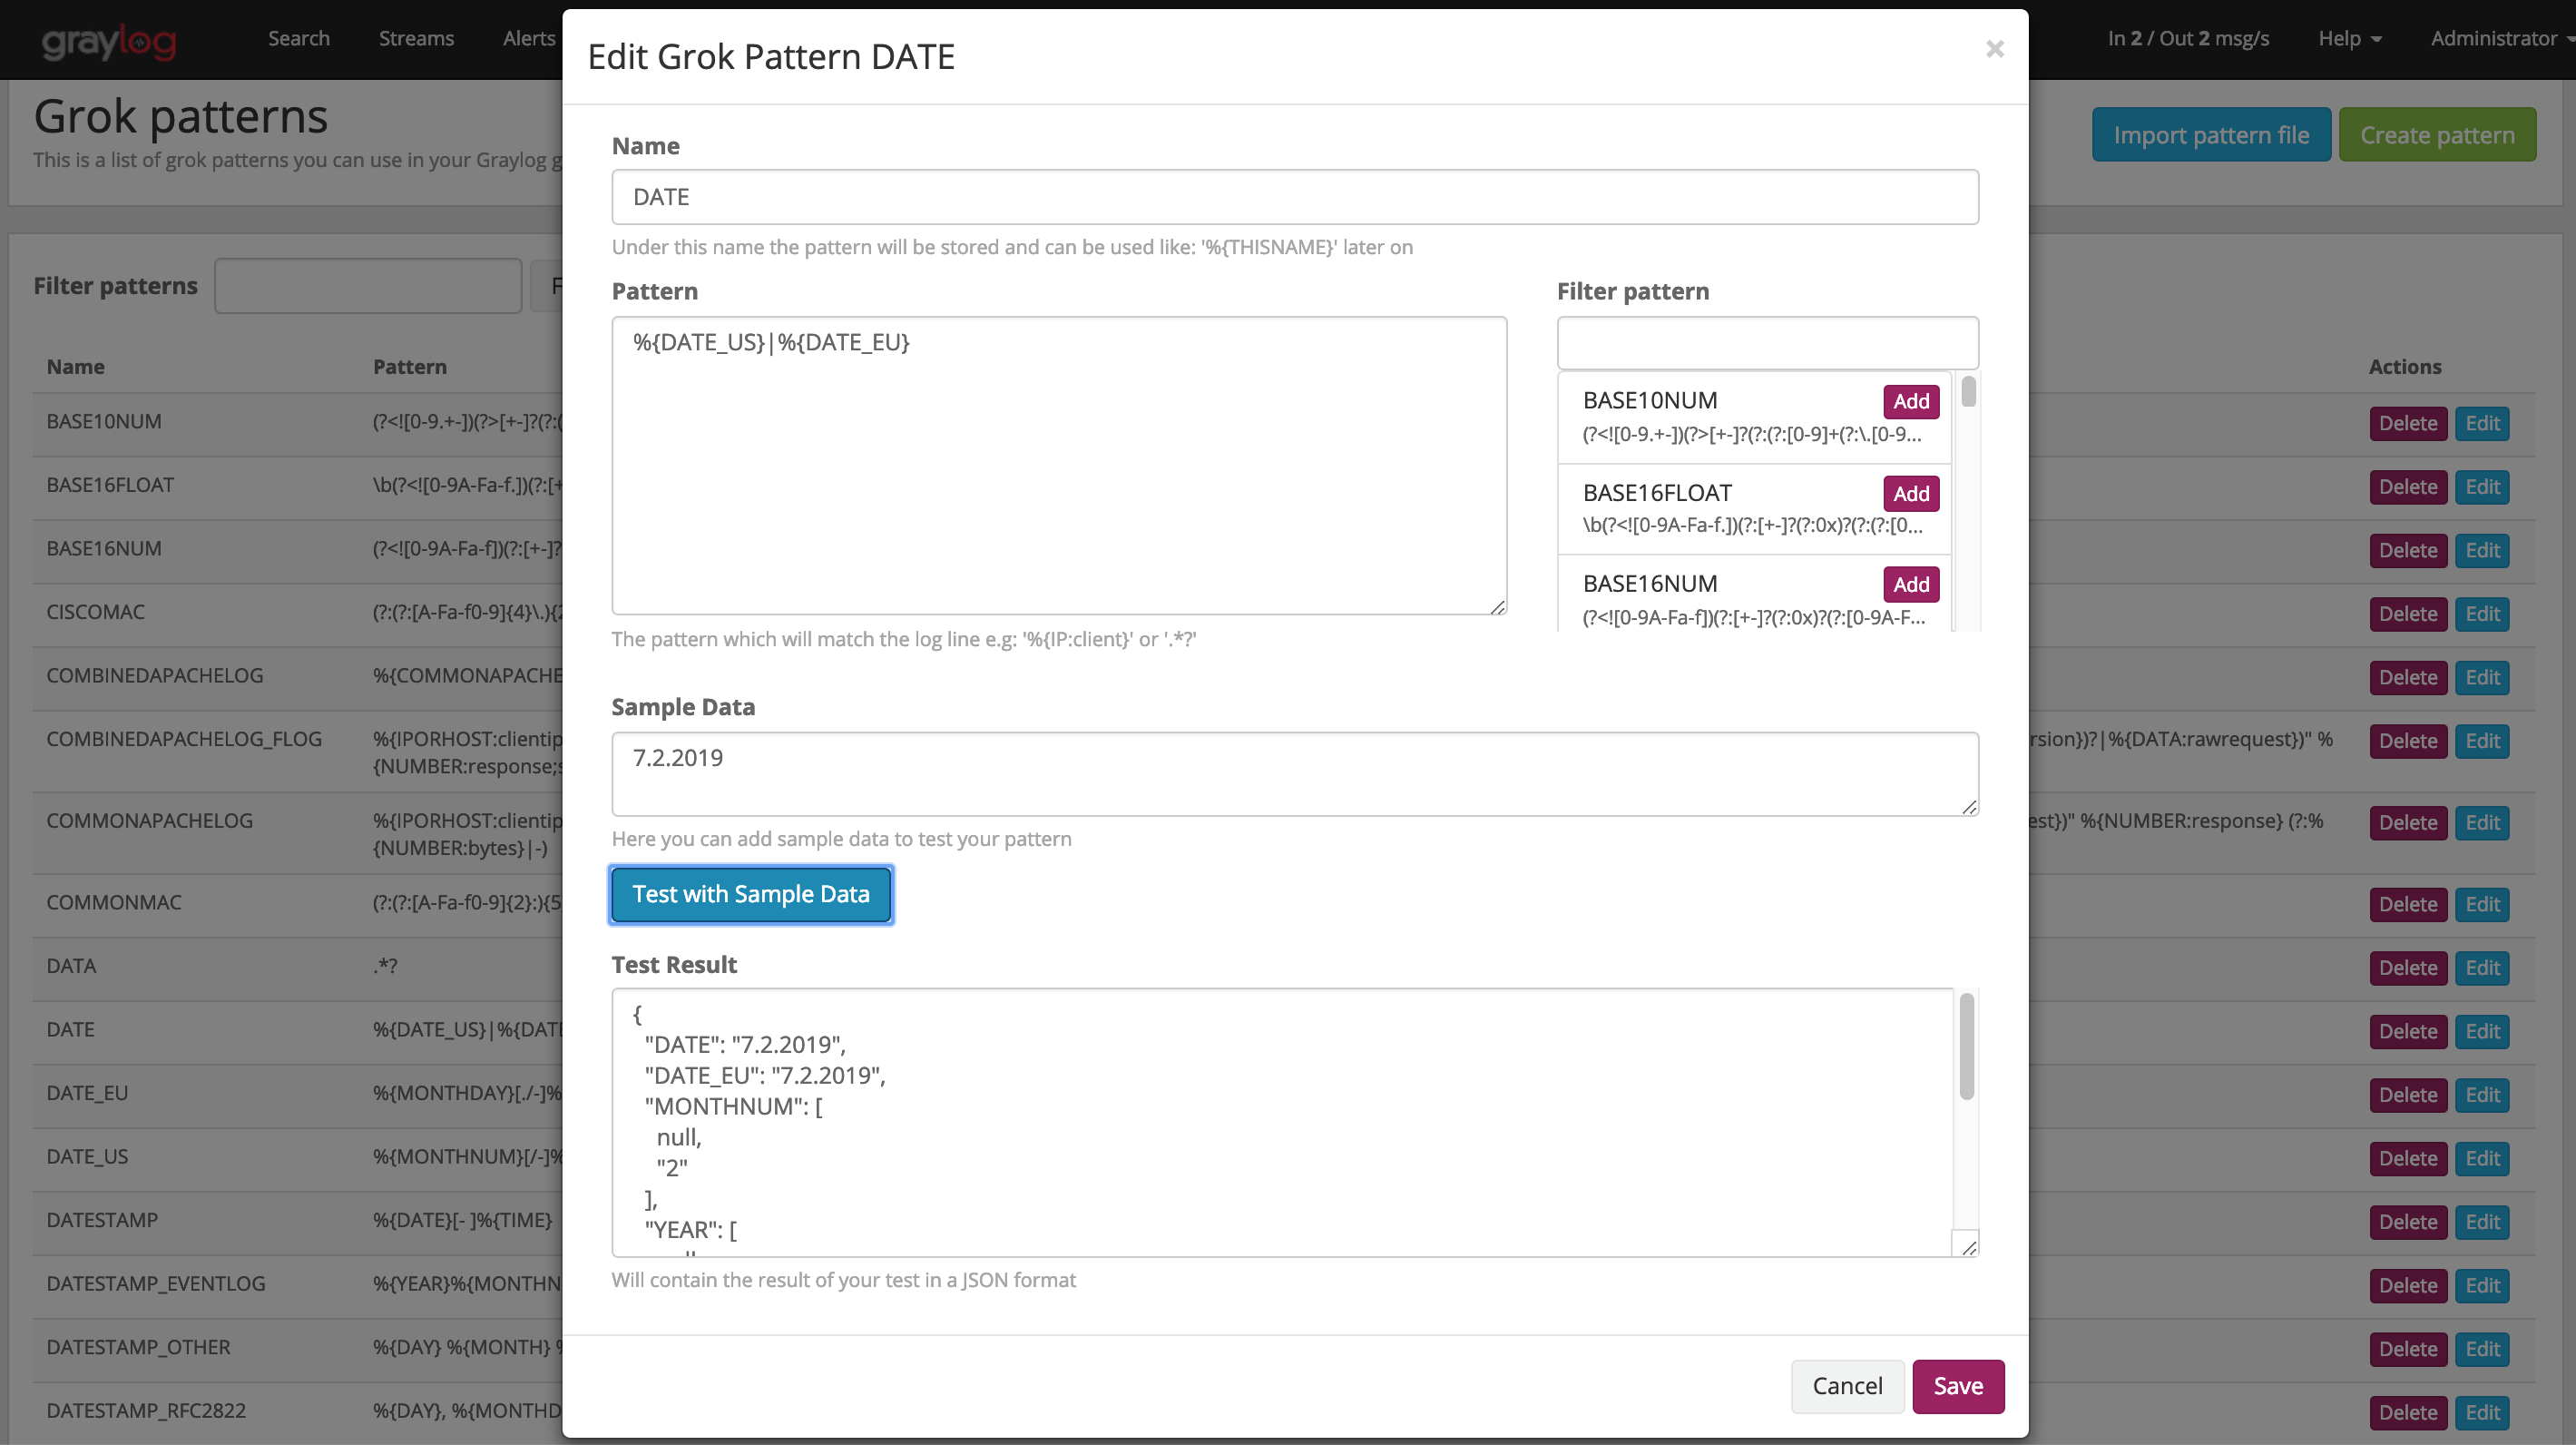 graylog Search Streams Alerts In 2 / Out 2 msg/s Help Administrator
Grok patterns
This is a list of grok patterns you can use in your Graylog g
Import pattern file Create pattern
Filter patterns F
Name Pattern Actions
BASE10NUM (?<![0-9.+-])(?>[+-]?(?:( Delete Edit
BASE16FLOAT \b(?<![0-9A-Fa-f.])(?:[+ Delete Edit
BASE16NUM (?<![0-9A-Fa-f])(?:[+-]? Delete Edit
CISCOMAC (?:(?:[A-Fa-f0-9]{4}\.){2 Delete Edit
COMBINEDAPACHELOG %{COMMONAPACHE Delete Edit
COMBINEDAPACHELOG_FLOG %{IPORHOST:clientip rsion})?|%{DATA:rawrequest})" % Delete Edit
{NUMBER:response;s
COMMONAPACHELOG %{IPORHOST:clientip est})" %{NUMBER:response} (?:% Delete Edit
{NUMBER:bytes}|-)
COMMONMAC (?:(?:[A-Fa-f0-9]{2}:){5 Delete Edit
DATA .*? Delete Edit
DATE %{DATE_US}|%{DATE Delete Edit
DATE_EU %{MONTHDAY}[./-]% Delete Edit
DATE_US %{MONTHNUM}[/-]% Delete Edit
DATESTAMP %{DATE}[- ]%{TIME} Delete Edit
DATESTAMP_EVENTLOG %{YEAR}%{MONTHN Delete Edit
DATESTAMP_OTHER %{DAY} %{MONTH} % Delete Edit
DATESTAMP_RFC2822 %{DAY}, %{MONTHD Delete Edit
Edit Grok Pattern DATE ×
Name
DATE
Under this name the pattern will be stored and can be used like: '%{THISNAME}' later on
Pattern
%{DATE_US}|%{DATE_EU}
The pattern which will match the log line e.g: '%{IP:client}' or '.*?'
Filter pattern
BASE10NUM Add
(?<![0-9.+-])(?>[+-]?(?:(?:[0-9]+(?:\.[0-9...
BASE16FLOAT Add
\b(?<![0-9A-Fa-f.])(?:[+-]?(?:0x)?(?:(?:[0...
BASE16NUM Add
(?<![0-9A-Fa-f])(?:[+-]?(?:0x)?(?:[0-9A-F...
Sample Data
7.2.2019
Here you can add sample data to test your pattern
Test with Sample Data
Test Result
{
"DATE": "7.2.2019",
"DATE_EU": "7.2.2019",
"MONTHNUM": [
null,
"2"
],
"YEAR": [
Will contain the result of your test in a JSON format
Cancel Save